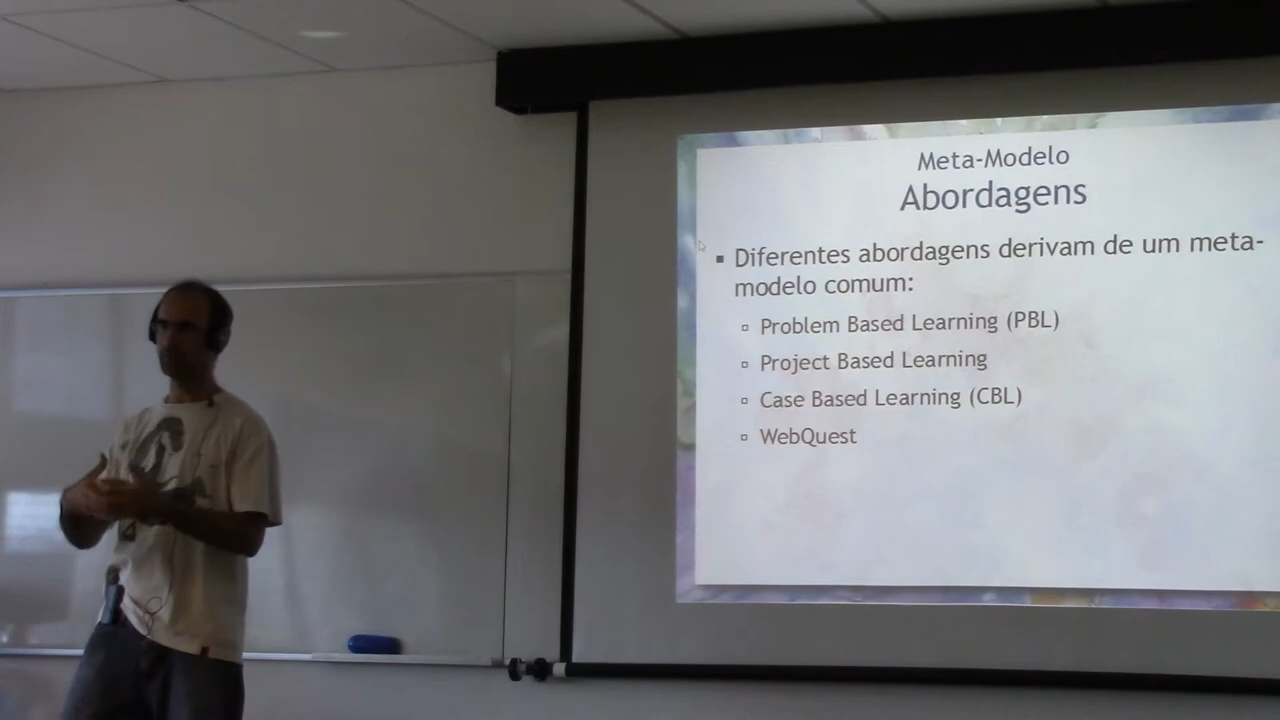 Meta-Modelo
Abordagens
▪ Diferentes abordagens derivam de um meta-
modelo comum:
▫ Problem Based Learning (PBL)
▫ Project Based Learning
▫ Case Based Learning (CBL)
▫ WebQuest